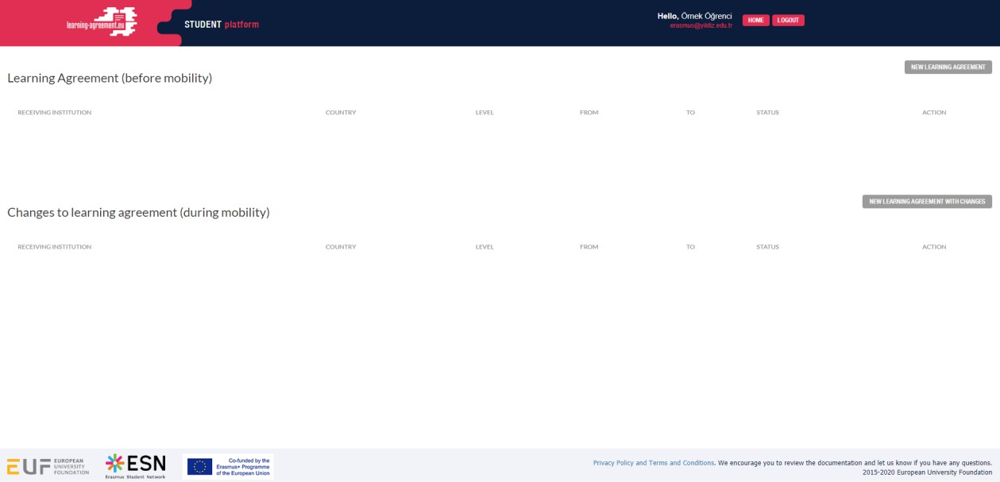 learning-agreement.eu
STUDENT platform
Hello, Örnek Öğrenci
erasmus@yildiz.edu.tr
HOME
LOGOUT
Learning Agreement (before mobility)
NEW LEARNING AGREEMENT
RECEIVING INSTITUTION COUNTRY LEVEL FROM TO STATUS ACTION
Changes to learning agreement (during mobility)
NEW LEARNING AGREEMENT WITH CHANGES
RECEIVING INSTITUTION COUNTRY LEVEL FROM TO STATUS ACTION
EUF
EUROPEAN
UNIVERSITY
FOUNDATION
ESN
Erasmus Student Network
Co-funded by the
Erasmus+ Programme
of the European Union
Privacy Policy and Terms and Conditions. We encourage you to review the documentation and let us know if you have any questions.
2015-2020 European University Foundation